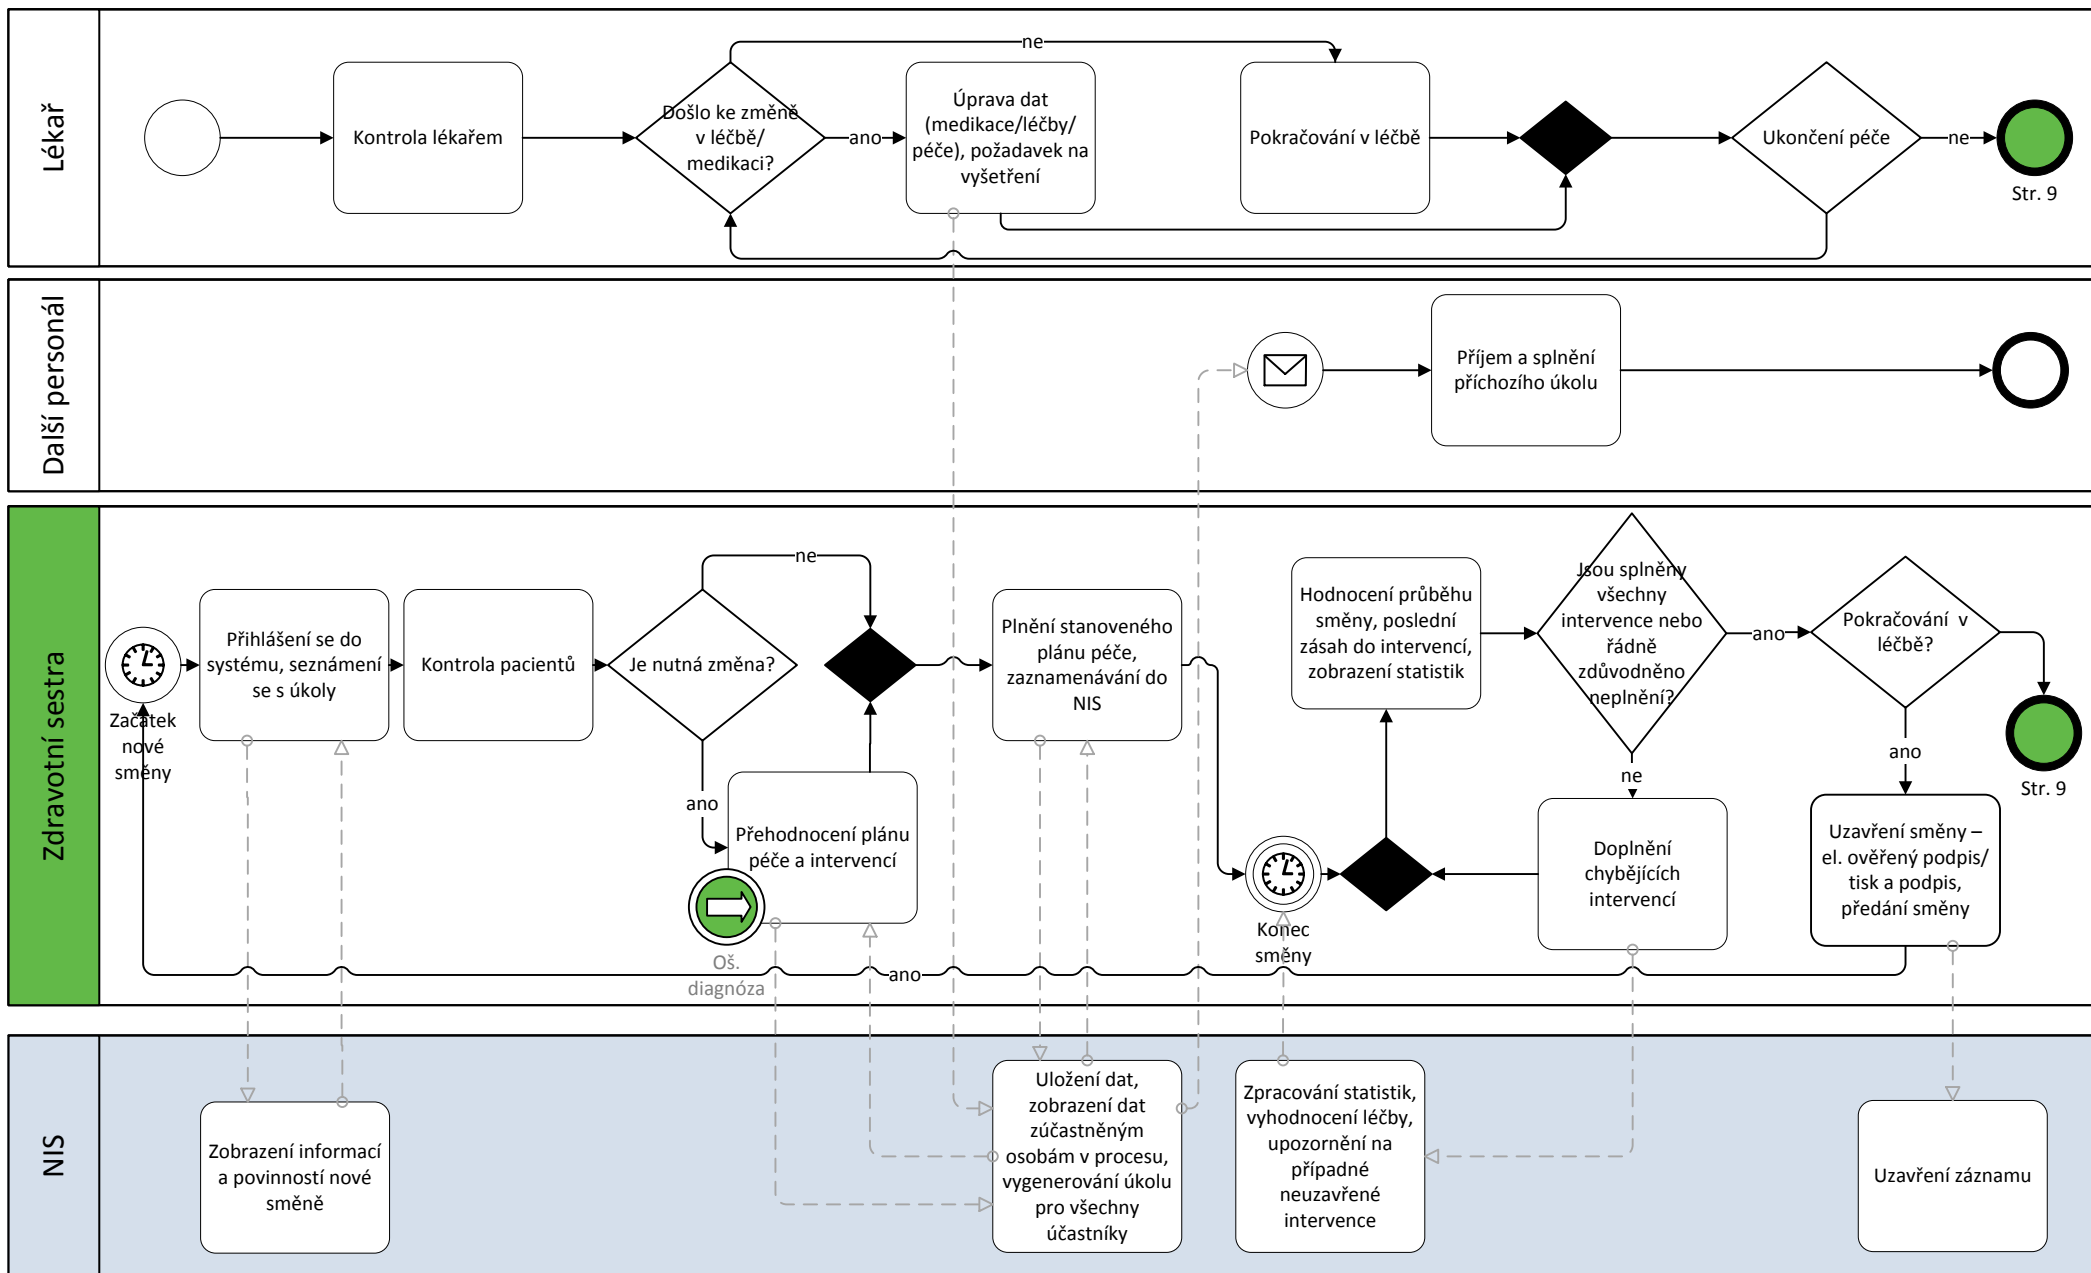 Lékař
ne
Kontrola lékařem
Došlo ke změně
v léčbě/
medikaci?
ano
Úprava dat
(medikace/léčby/
péče), požadavek na
vyšetření
Pokračování v léčbě
Ukončení péče
ne
Str. 9
Další personál
Příjem a splnění
příchozího úkolu
Zdravotní sestra
Začátek
nové
směny
Přihlášení se do
systému, seznámení
se s úkoly
Kontrola pacientů
Je nutná změna?
ne
ano
Přehodnocení plánu
péče a intervencí
Oš.
diagnóza
Plnění stanoveného
plánu péče,
zaznamenávání do
NIS
Konec
směny
Hodnocení průběhu
směny, poslední
zásah do intervencí,
zobrazení statistik
Jsou splněny
všechny
intervence nebo
řádně
zdůvodněno
neplnění?
ano
ne
Doplnění
chybějících
intervencí
Pokračování v
léčbě?
ano
Str. 9
Uzavření směny –
el. ověřený podpis/
tisk a podpis,
předání směny
ano
NIS
Zobrazení informací
a povinností nové
směně
Uložení dat,
zobrazení dat
zúčastněným
osobám v procesu,
vygenerování úkolu
pro všechny
účastníky
Zpracování statistik,
vyhodnocení léčby,
upozornění na
případné
neuzavřené
intervence
Uzavření záznamu